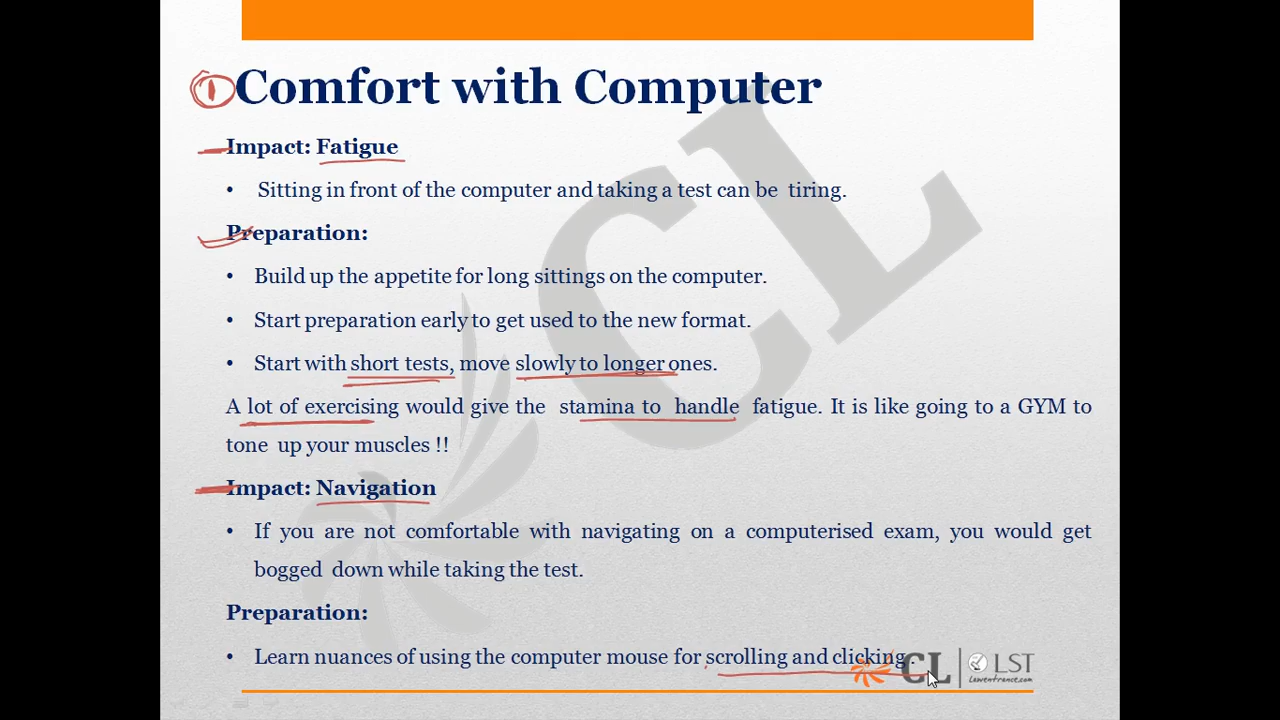 1 Comfort with Computer
Impact: Fatigue
• Sitting in front of the computer and taking a test can be tiring.
Preparation:
• Build up the appetite for long sittings on the computer.
• Start preparation early to get used to the new format.
• Start with short tests, move slowly to longer ones.
A lot of exercising would give the stamina to handle fatigue. It is like going to a GYM to
tone up your muscles !!
Impact: Navigation
• If you are not comfortable with navigating on a computerised exam, you would get
bogged down while taking the test.
Preparation:
• Learn nuances of using the computer mouse for scrolling and clicking.
CL
CL | LST
Lawentrance.com